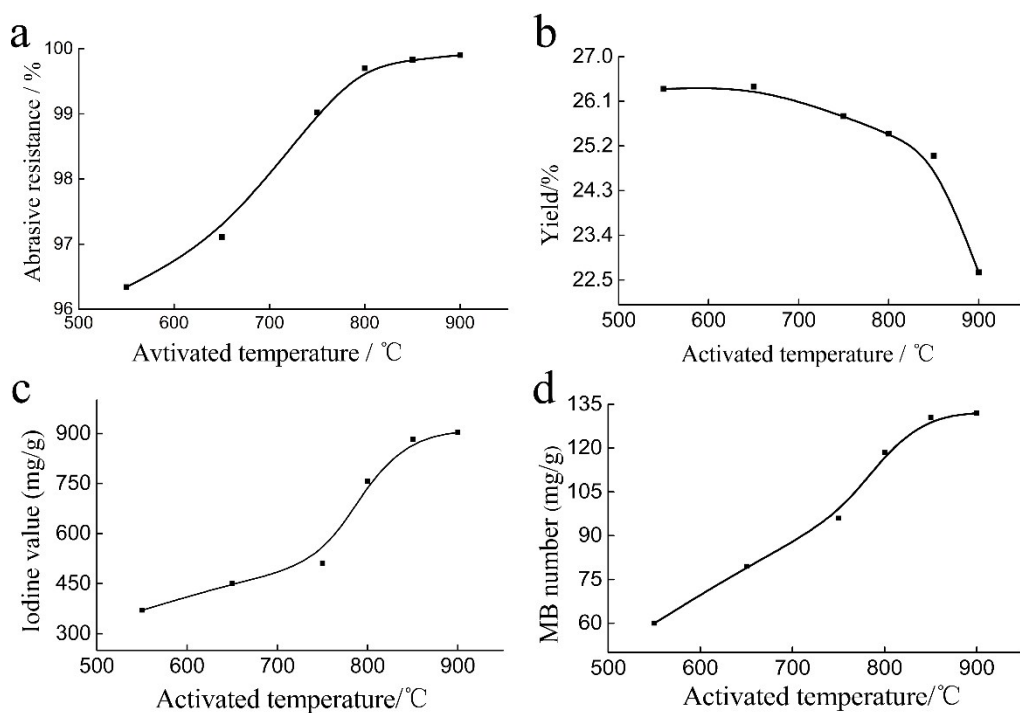 a
Abrasive resistance / %
100
99
98
97
96
500 600 700 800 900
Avtivated temperature / ℃
b
Yield/%
27.0
26.1
25.2
24.3
23.4
22.5
500 600 700 800 900
Activated temperature / ℃
c
Iodine value (mg/g)
900
750
600
450
300
500 600 700 800 900
Activated temperature/℃
d
MB number (mg/g)
135
120
105
90
75
60
500 600 700 800 900
Activated temperature/℃